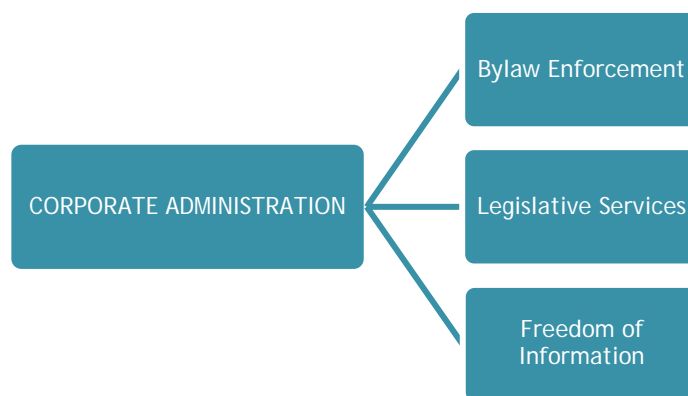 Bylaw Enforcement
CORPORATE ADMINISTRATION
Legislative Services
Freedom of
Information